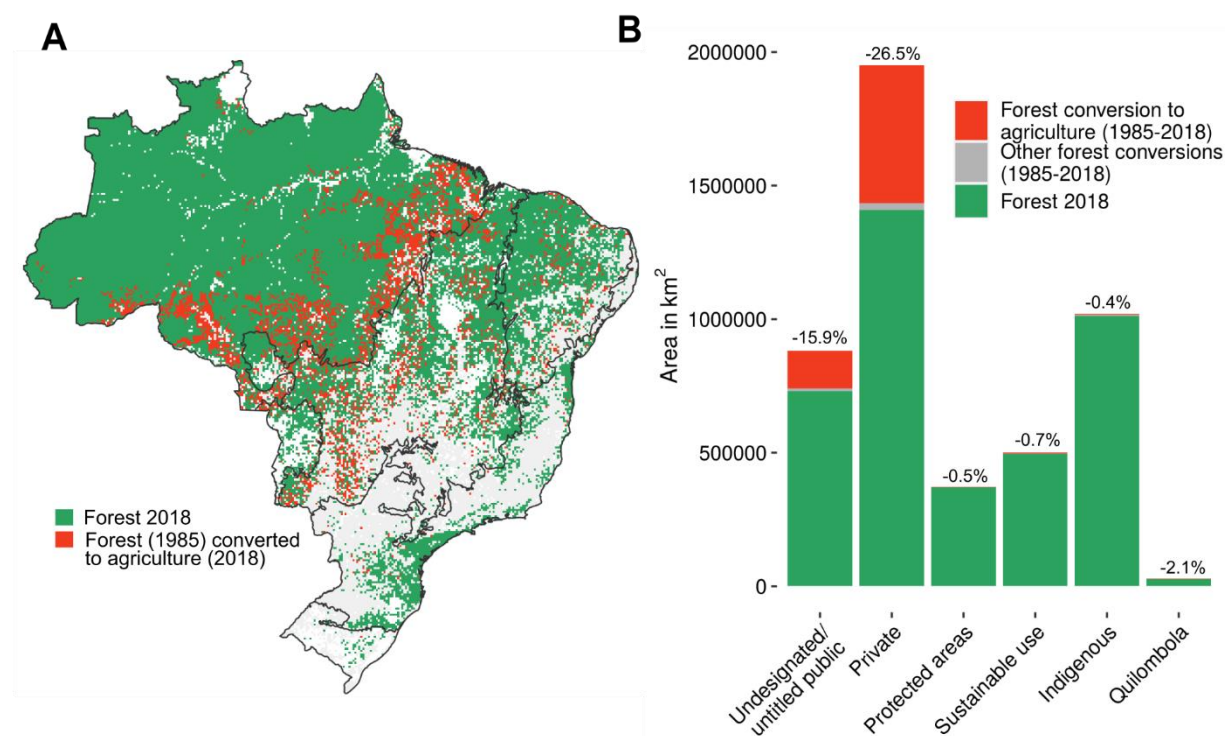 A
Forest 2018
Forest (1985) converted
to agriculture (2018)
B
2000000
1500000
1000000
500000
0
Area in km²
-15.9%
-26.5%
-0.5%
-0.7%
-0.4%
-2.1%
Forest conversion to
agriculture (1985-2018)
Other forest conversions
(1985-2018)
Forest 2018
Undesignated/
untitled public
Private
Protected areas
Sustainable use
Indigenous
Quilombola